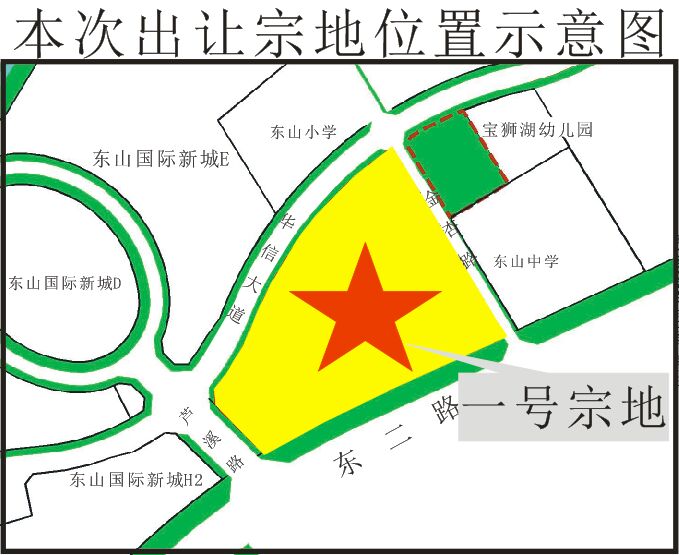 本次出让宗地位置示意图
东山小学
宝狮湖幼儿园
东山国际新城E
金杏路
华信大道
东山中学
东山国际新城D
一号宗地
芦溪路
东二路
东山国际新城H2